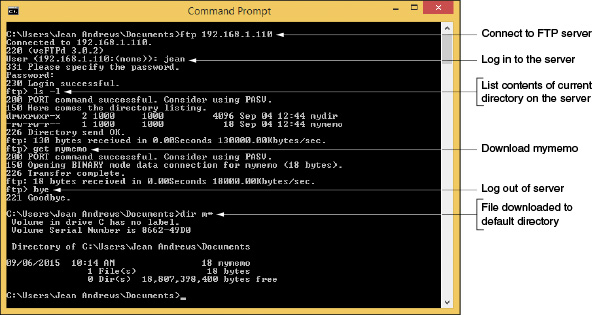 Command Prompt
C:\Users\Jean Andrews\Documents>ftp 192.168.1.110
Connected to 192.168.1.110.
220 (vsFTPd 3.0.2)
User (192.168.1.110:(none)): jean
331 Please specify the password.
Password:
230 Login successful.
ftp> ls -l
200 PORT command successful. Consider using PASV.
150 Here comes the directory listing.
drwxrwxr-x 2 1000 1000 4096 Sep 04 12:44 mydir
-rw-rw-r-- 1 1000 1000 18 Sep 04 12:44 mymemo
226 Directory send OK.
ftp: 130 bytes received in 0.00Seconds 130000.00Kbytes/sec.
ftp> get mymemo
200 PORT command successful. Consider using PASV.
150 Opening BINARY mode data connection for mymemo (18 bytes).
226 Transfer complete.
ftp: 18 bytes received in 0.00Seconds 18000.00Kbytes/sec.
ftp> bye
221 Goodbye.
C:\Users\Jean Andrews\Documents>dir m*
Volume in drive C has no label.
Volume Serial Number is 8662-49D0
Directory of C:\Users\Jean Andrews\Documents
09/06/2015 10:14 AM 18 mymemo
1 File(s) 18 bytes
0 Dir(s) 18,807,398,400 bytes free
C:\Users\Jean Andrews\Documents>_
Connect to FTP server
Log in to the server
List contents of current
directory on the server
Download mymemo
Log out of server
File downloaded to
default directory